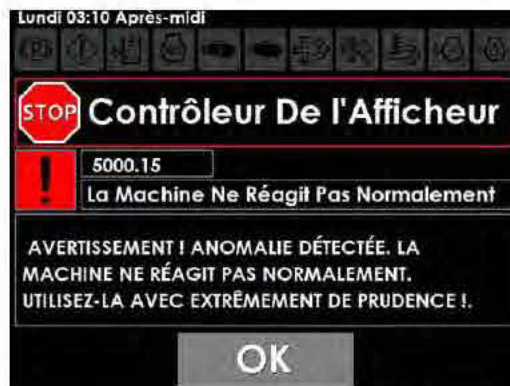 Lundi 03:10 Après-midi
STOP Contrôleur De l'Afficheur
! 5000.15
La Machine Ne Réagit Pas Normalement
AVERTISSEMENT ! ANOMALIE DÉTECTÉE. LA
MACHINE NE RÉAGIT PAS NORMALEMENT.
UTILISEZ-LA AVEC EXTRÊMEMENT DE PRUDENCE !.
OK